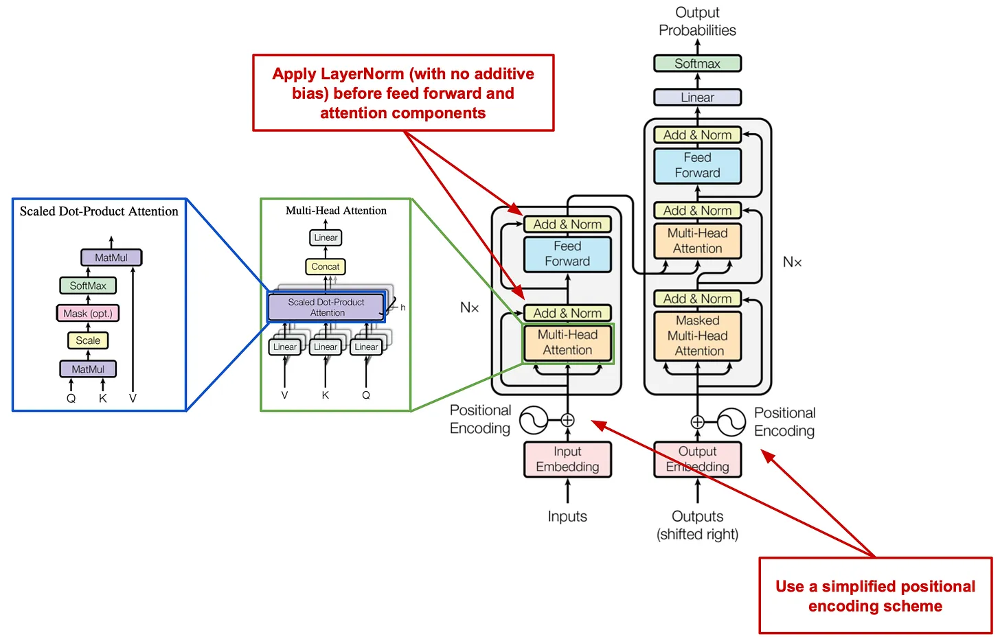 Output
Probabilities
Softmax
Linear
Add & Norm
Feed
Forward
Add & Norm
Multi-Head
Attention
Nx
Add & Norm
Masked
Multi-Head
Attention
Positional
Encoding
Output
Embedding
Outputs
(shifted right)
Apply LayerNorm (with no additive
bias) before feed forward and
attention components
Add & Norm
Feed
Forward
Nx
Add & Norm
Multi-Head
Attention
Positional
Encoding
Input
Embedding
Inputs
Scaled Dot-Product Attention
MatMul
SoftMax
Mask (opt.)
Scale
MatMul
Q K V
Multi-Head Attention
Linear
Concat
Scaled Dot-Product
Attention
h
Linear Linear Linear
V K Q
Use a simplified positional
encoding scheme